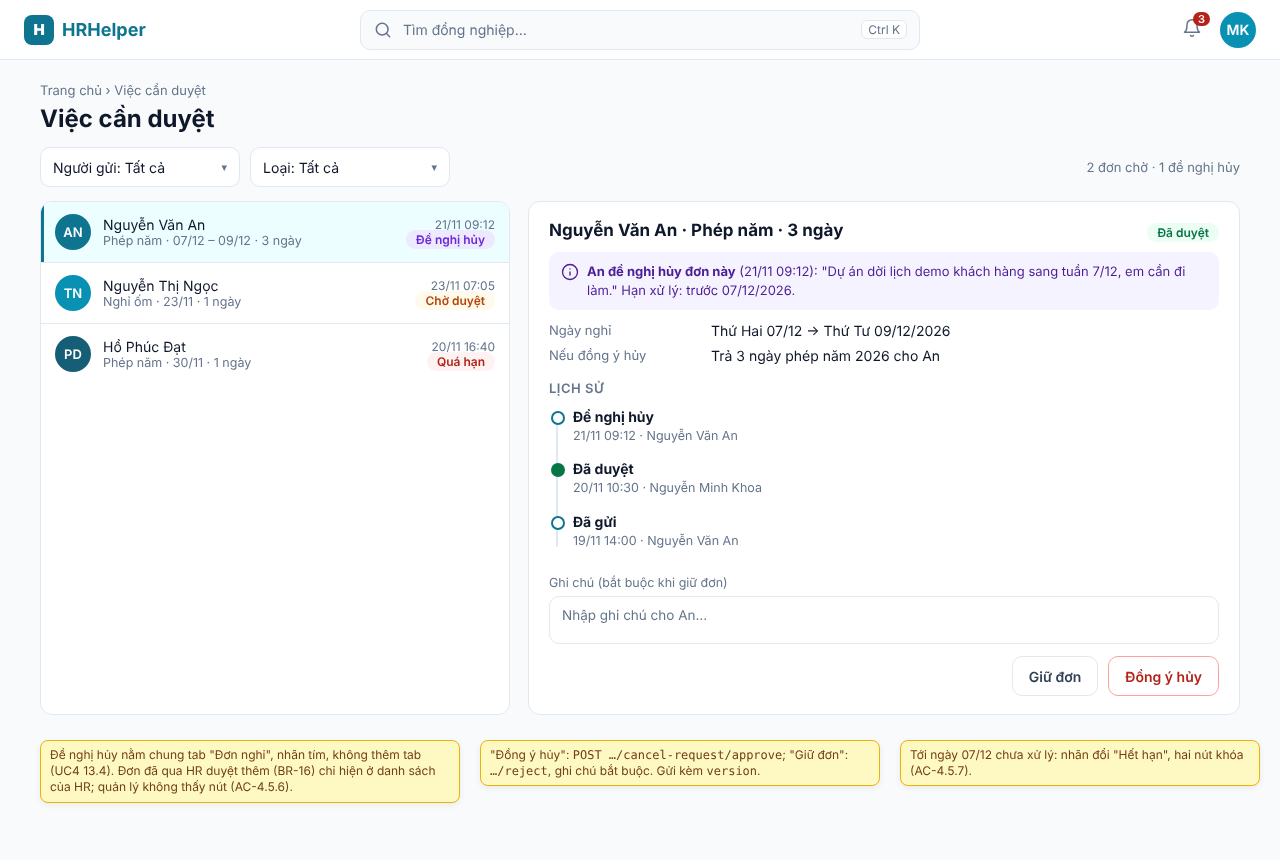 H HRHelper
Tìm đồng nghiệp...
Ctrl K
3
MK
Trang chủ › Việc cần duyệt
Việc cần duyệt
Người gửi: Tất cả ▾
Loại: Tất cả ▾
2 đơn chờ · 1 đề nghị hủy
AN
Nguyễn Văn An
21/11 09:12
Phép năm · 07/12 – 09/12 · 3 ngày
Đề nghị hủy
TN
Nguyễn Thị Ngọc
23/11 07:05
Nghỉ ốm · 23/11 · 1 ngày
Chờ duyệt
PD
Hồ Phúc Đạt
20/11 16:40
Phép năm · 30/11 · 1 ngày
Quá hạn
Nguyễn Văn An · Phép năm · 3 ngày
Đã duyệt
An đề nghị hủy đơn này (21/11 09:12): "Dự án dời lịch demo khách hàng sang tuần 7/12, em cần đi
làm." Hạn xử lý: trước 07/12/2026.
Ngày nghỉ
Thứ Hai 07/12 → Thứ Tư 09/12/2026
Nếu đồng ý hủy
Trả 3 ngày phép năm 2026 cho An
LỊCH SỬ
Đề nghị hủy
21/11 09:12 · Nguyễn Văn An
Đã duyệt
20/11 10:30 · Nguyễn Minh Khoa
Đã gửi
19/11 14:00 · Nguyễn Văn An
Ghi chú (bắt buộc khi giữ đơn)
Nhập ghi chú cho An...
Giữ đơn
Đồng ý hủy
Đề nghị hủy nằm chung tab "Đơn nghỉ", nhãn tím, không thêm tab
(UC4 13.4). Đơn đã qua HR duyệt thêm (BR-16) chỉ hiện ở danh sách
của HR; quản lý không thấy nút (AC-4.5.6).
"Đồng ý hủy": POST …/cancel-request/approve; "Giữ đơn":
…/reject, ghi chú bắt buộc. Gửi kèm version.
Tới ngày 07/12 chưa xử lý: nhãn đổi "Hết hạn", hai nút khóa
(AC-4.5.7).